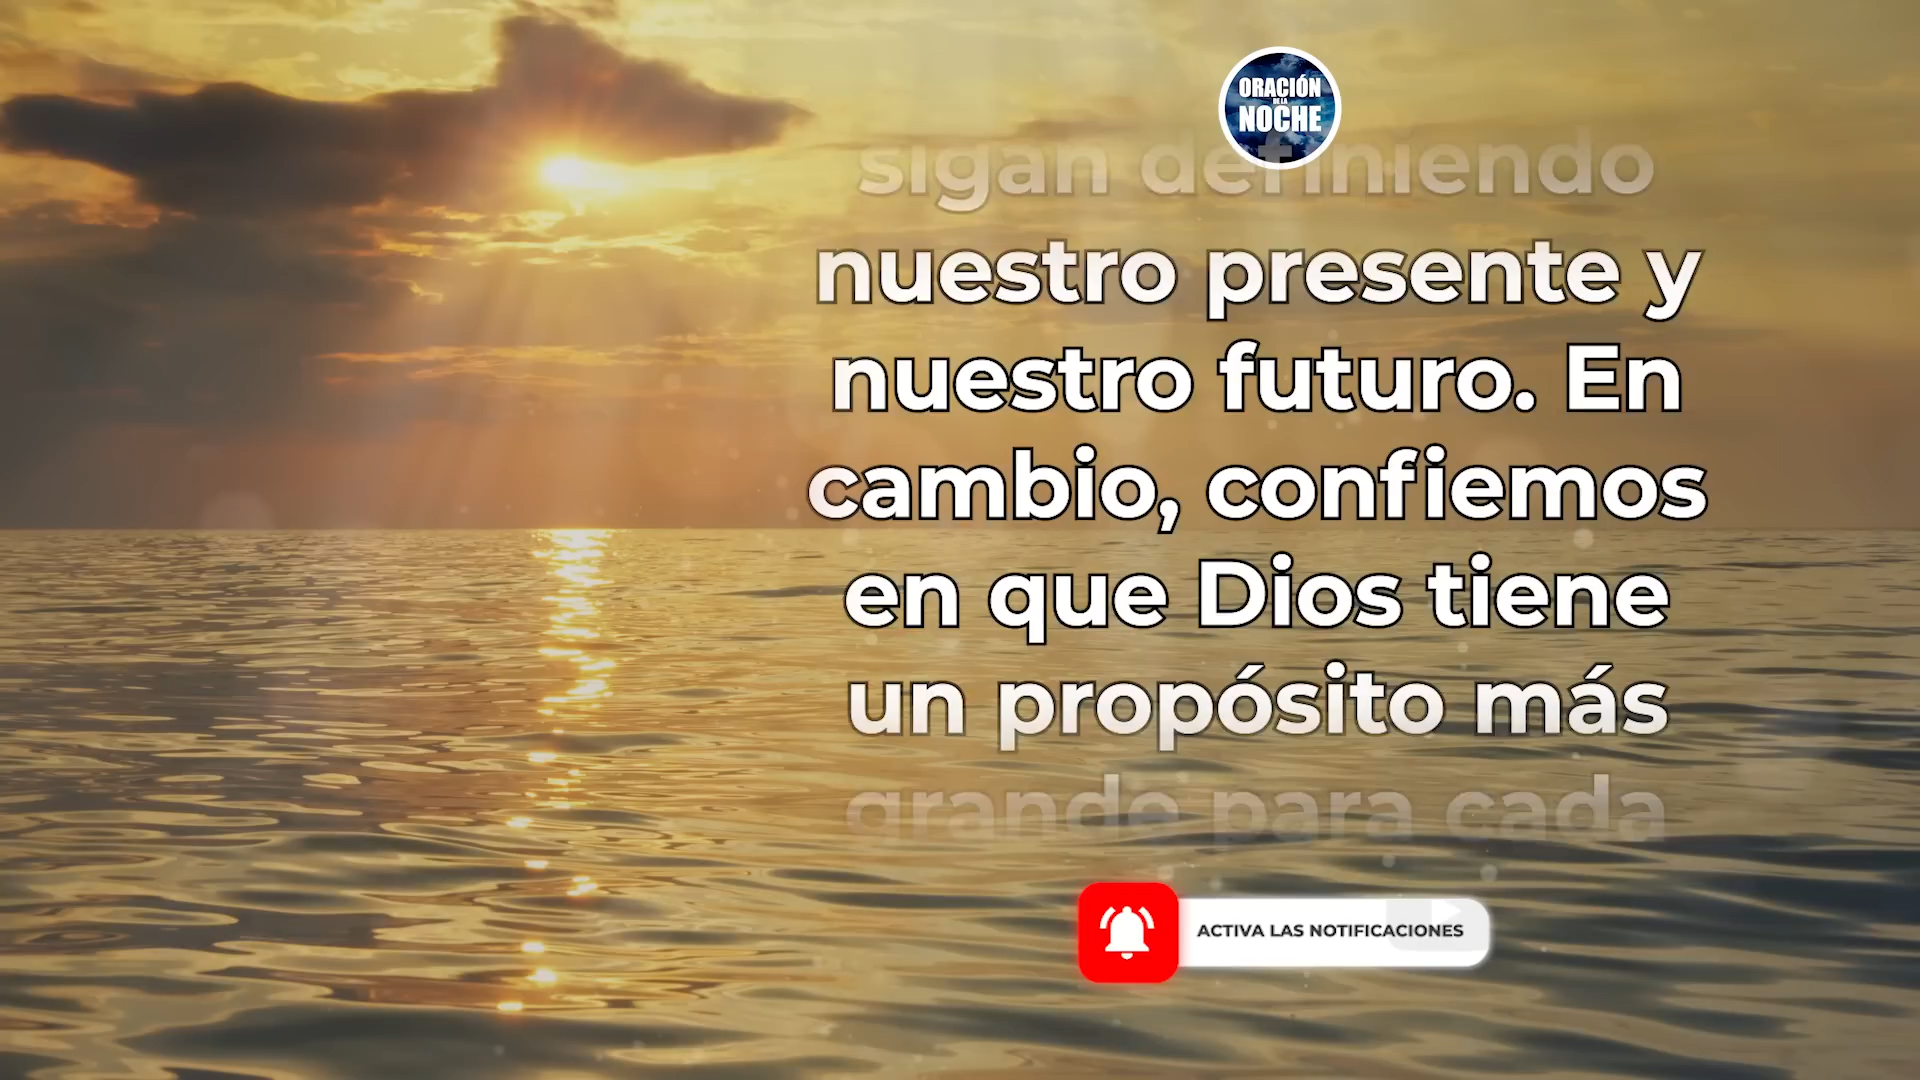 ORACIÓN
DE LA
NOCHE
sigan definiendo
nuestro presente y
nuestro futuro. En
cambio, confiemos
en que Dios tiene
un propósito más
grande para cada
ACTIVA LAS NOTIFICACIONES